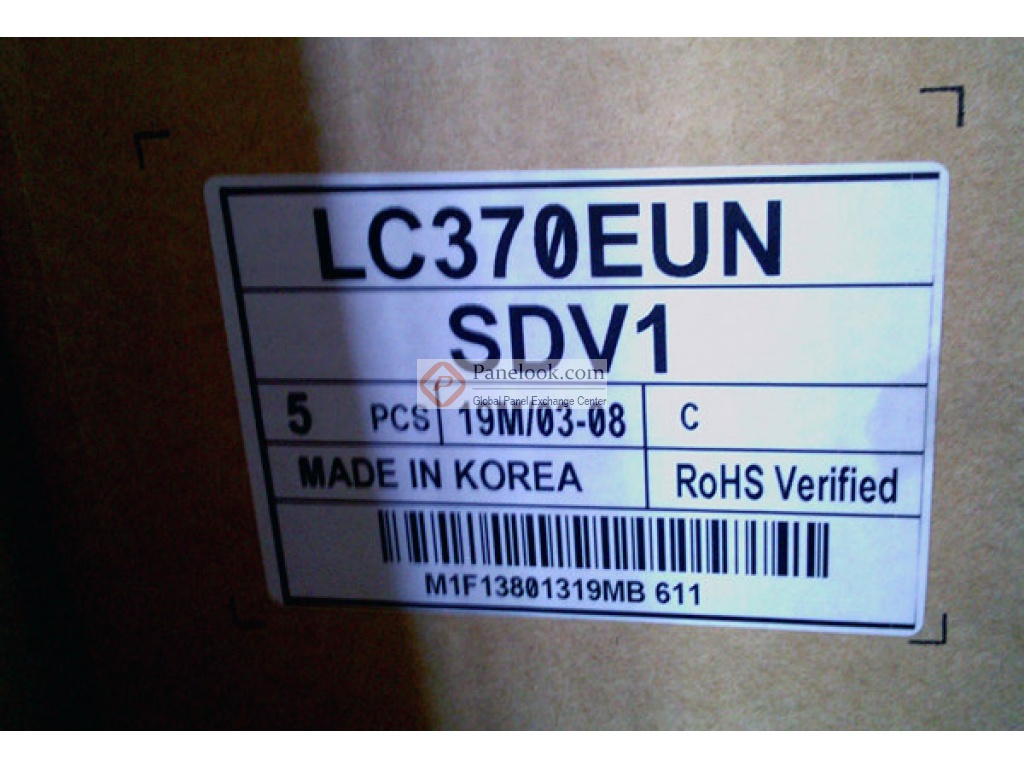 LC370EUN
SDV1
Panelook.com
Global Panel Exchange Center
5 PCS 19M/03-08 C
MADE IN KOREA RoHS Verified
M1F13801319MB 611